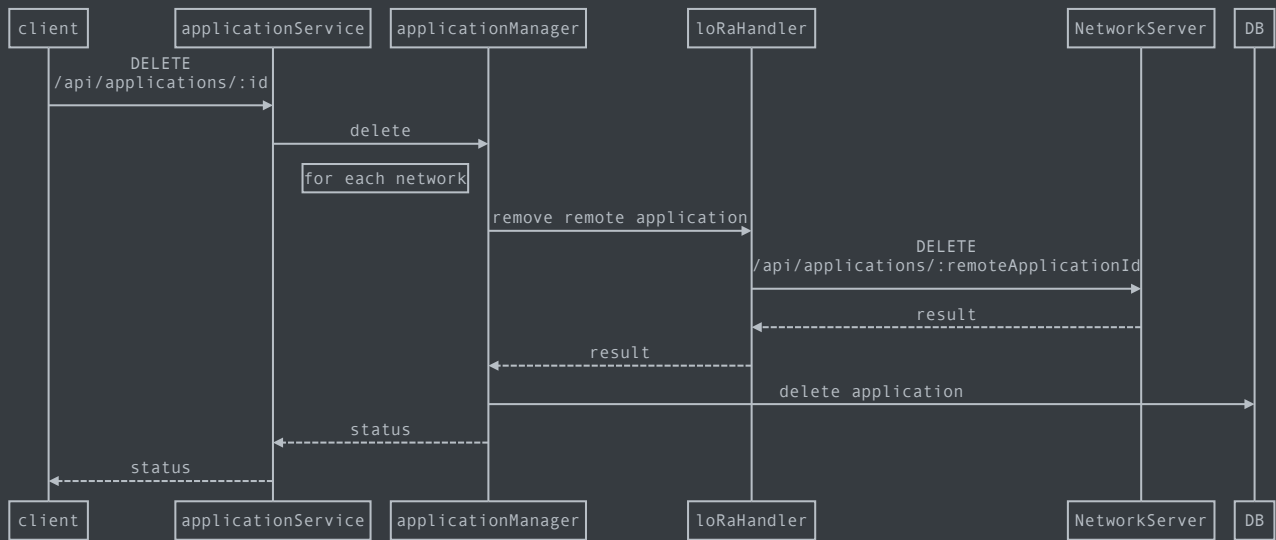 client
applicationService
applicationManager
loRaHandler
NetworkServer
DB
DELETE
/api/applications/:id
delete
for each network
remove remote application
DELETE
/api/applications/:remoteApplicationId
result
result
delete application
status
status
client
applicationService
applicationManager
loRaHandler
NetworkServer
DB